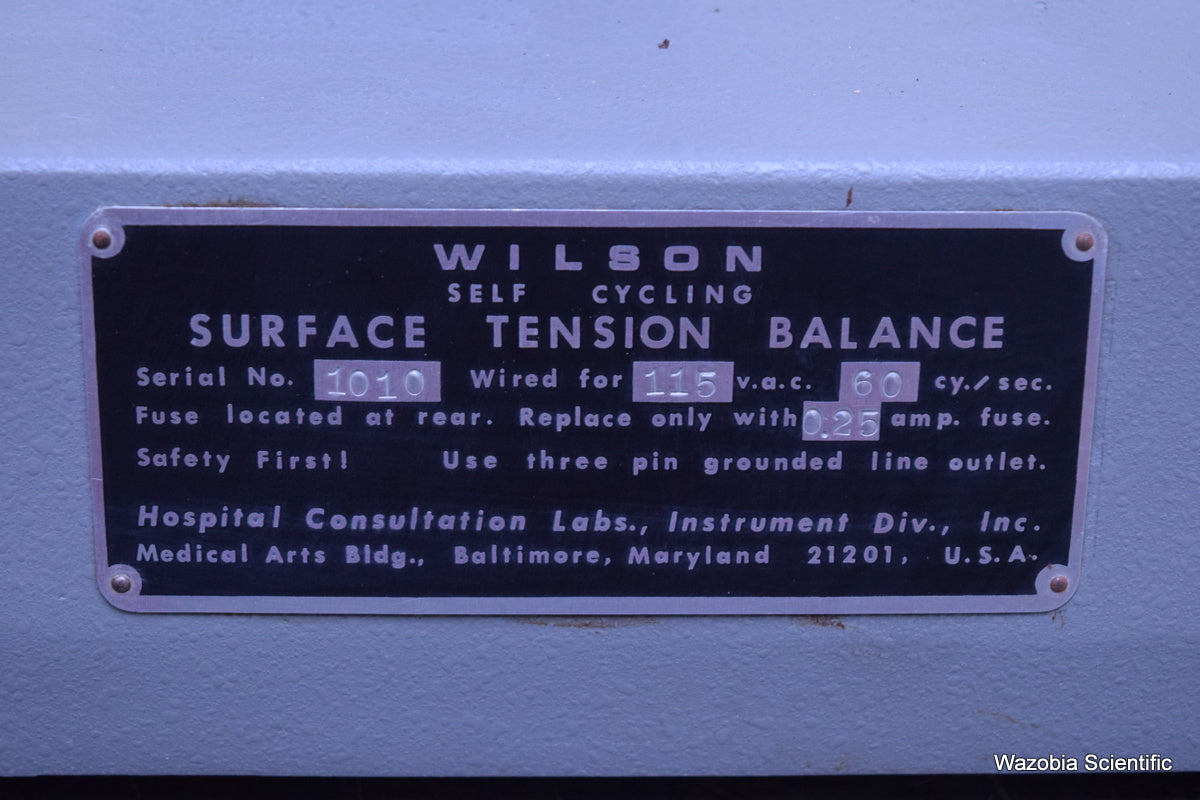 WILSON
SELF CYCLING
SURFACE TENSION BALANCE
Serial No. 1010 Wired for 115 v.a.c. 60 cy./sec.
Fuse located at rear. Replace only with 0.25 amp. fuse.
Safety First! Use three pin grounded line outlet.
Hospital Consultation Labs., Instrument Div., Inc.
Medical Arts Bldg., Baltimore, Maryland 21201, U.S.A.
Wazobia Scientific